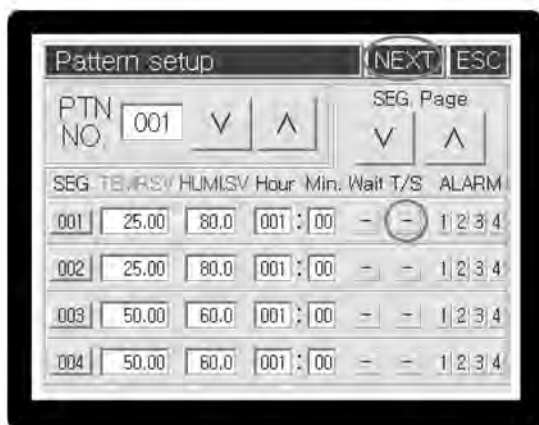 Pattern setup NEXT ESC
PTN NO. 001 V Λ SEG. Page V Λ
SEG TEMP.SV HUMI.SV Hour Min. Wait T/S ALARM
001 25.00 80.0 001 : 00 - - 1 2 3 4
002 25.00 80.0 001 : 00 - - 1 2 3 4
003 50.00 60.0 001 : 00 - - 1 2 3 4
004 50.00 60.0 001 : 00 - - 1 2 3 4